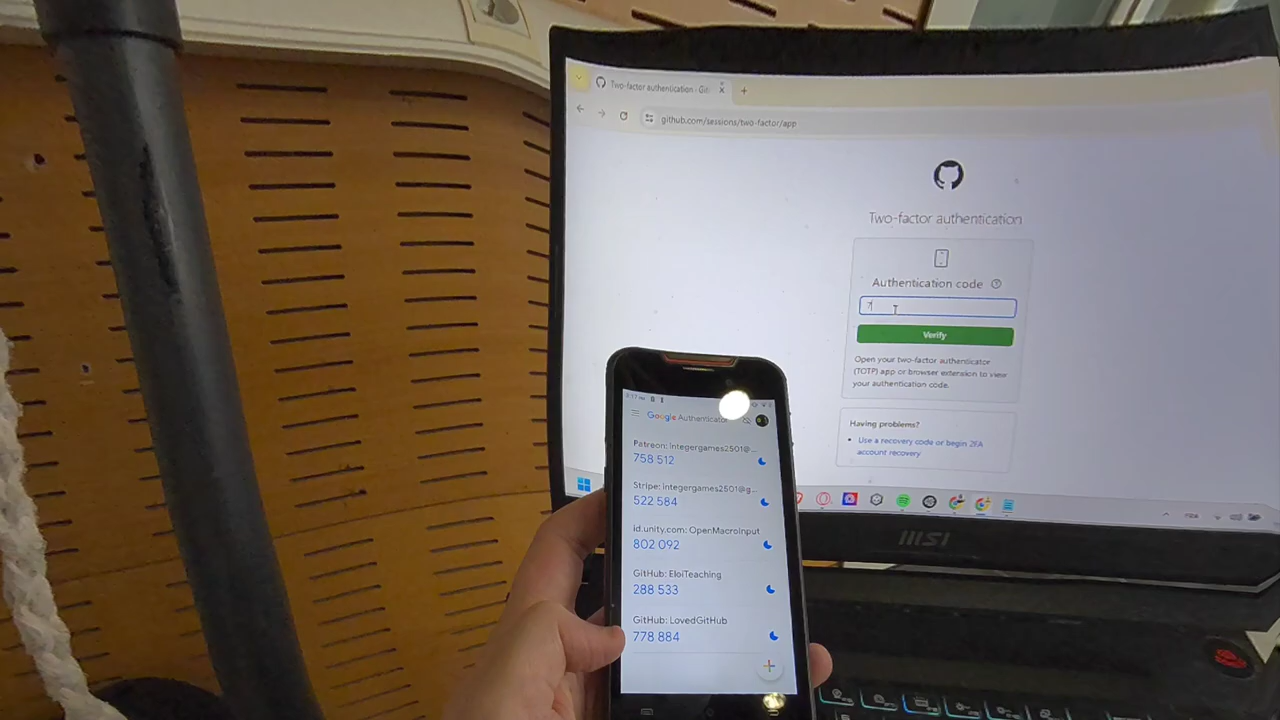 Two-factor authentication - Git
github.com/sessions/two-factor/app
Two-factor authentication
Authentication code
7
Verify
Open your two-factor authenticator
(TOTP) app or browser extension to view
your authentication code.
Having problems?
Use a recovery code or begin 2FA
account recovery
msi
Google Authenticator
Patreon: integergames2501@...
758 512
Stripe: integergames2501@g...
522 584
id.unity.com: OpenMacroInput
802 092
GitHub: EloiTeaching
288 533
GitHub: LovedGitHub
778 884